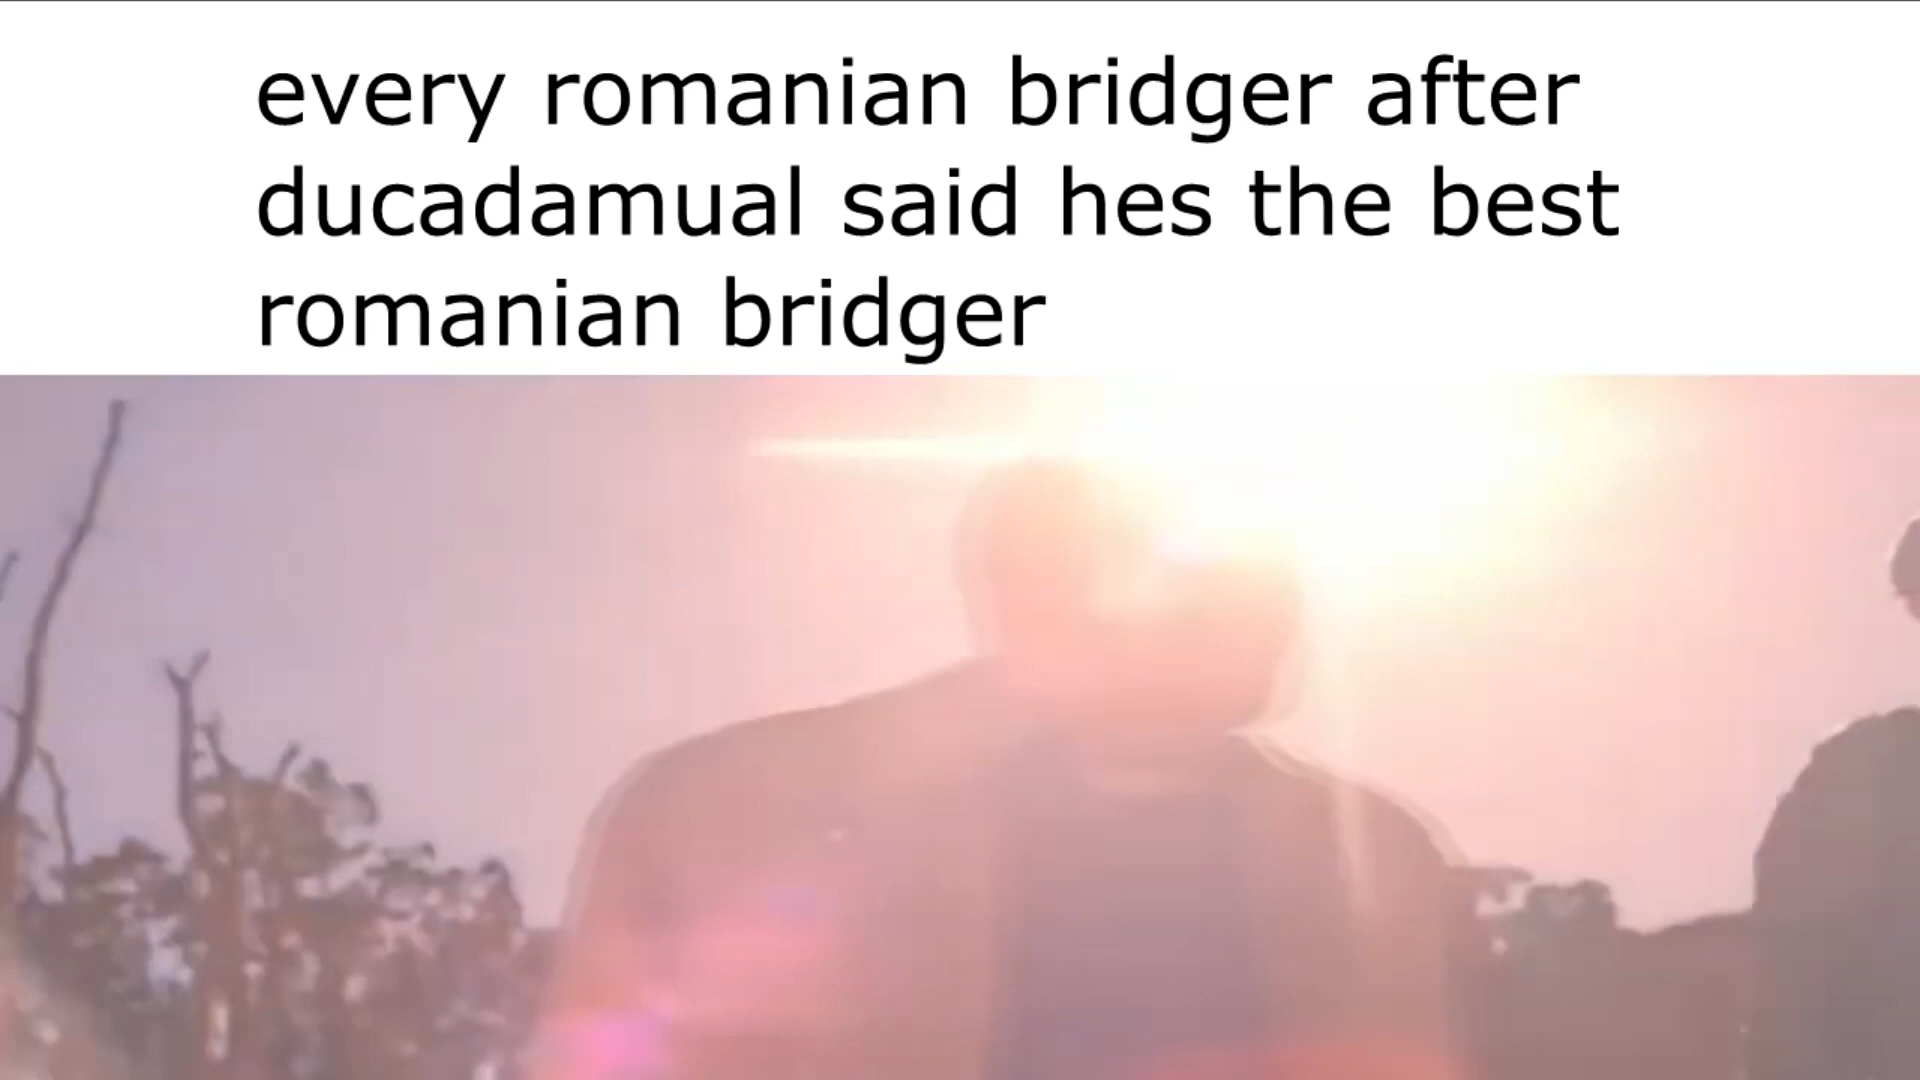 every romanian bridger after
ducadamual said hes the best
romanian bridger